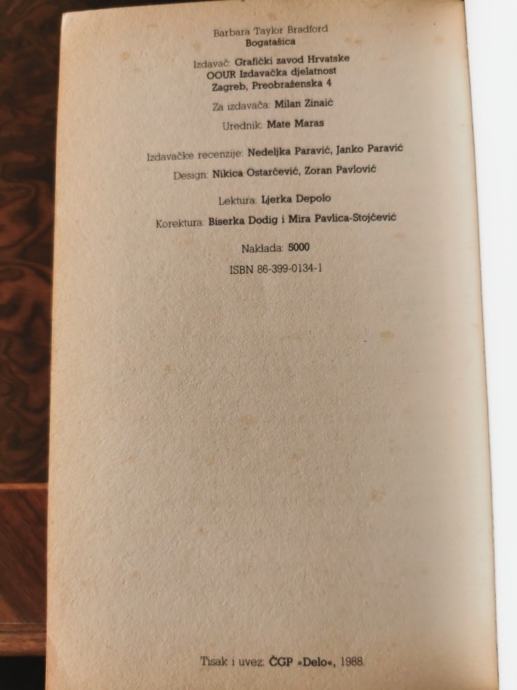 Barbara Taylor Bradford
Bogatašica
Izdavač: Grafički zavod Hrvatske
OOUR Izdavačka djelatnost
Zagreb, Preobraženska 4
Za izdavača: Milan Zinaić
Urednik: Mate Maras
Izdavačke recenzije: Nedeljka Paravić, Janko Paravić
Design: Nikica Ostarčević, Zoran Pavlović
Lektura: Ljerka Depolo
Korektura: Biserka Dodig i Mira Pavlica-Stojčević
Naklada: 5000
ISBN 86-399-0134-1
Tisak i uvez: ČGP »Delo«, 1988.